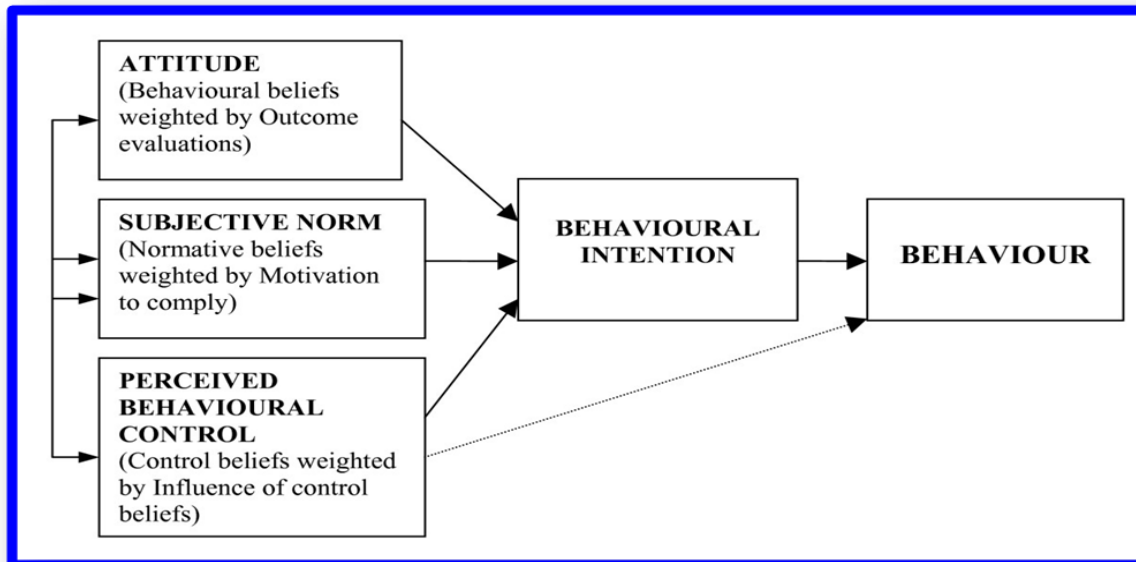 ATTITUDE
(Behavioural beliefs
weighted by Outcome
evaluations)
SUBJECTIVE NORM
(Normative beliefs
weighted by Motivation
to comply)
PERCEIVED
BEHAVIOURAL
CONTROL
(Control beliefs weighted
by Influence of control
beliefs)
BEHAVIOURAL
INTENTION
BEHAVIOUR